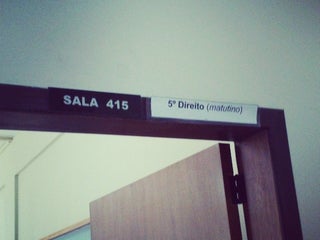 SALA 415
5º Direito (matutino)